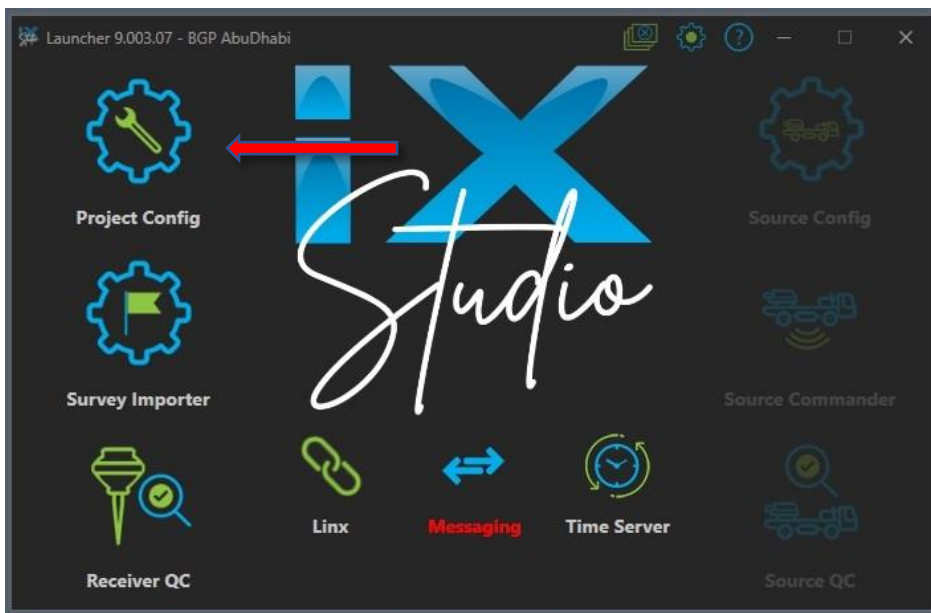 Launcher 9.003.07 - BGP AbuDhabi
iX
Studio
Project Config
Source Config
Survey Importer
Source Commander
Linx
Messaging
Time Server
Receiver QC
Source QC